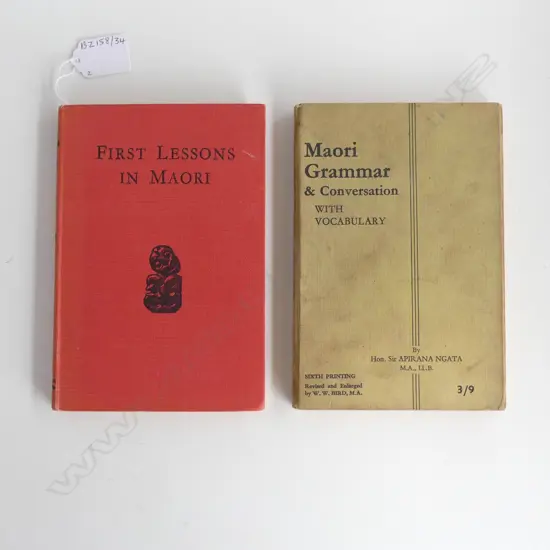 BZ158/34
FIRST LESSONS
IN MAORI
Maori
Grammar
& Conversation
WITH
VOCABULARY
By
Hon. Sir APIRANA NGATA
M.A., LL.B.
SIXTH PRINTING
Revised and Enlarged
by W. W. BIRD, M.A.
3/9